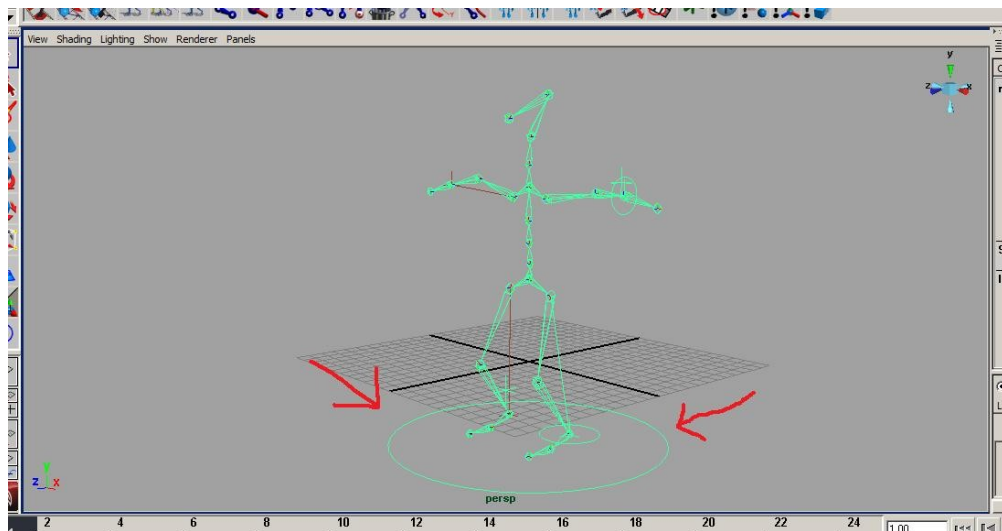 View Shading Lighting Show Renderer Panels
y
z x
y
z x
persp
2 4 6 8 10 12 14 16 18 20 22 24 1.00